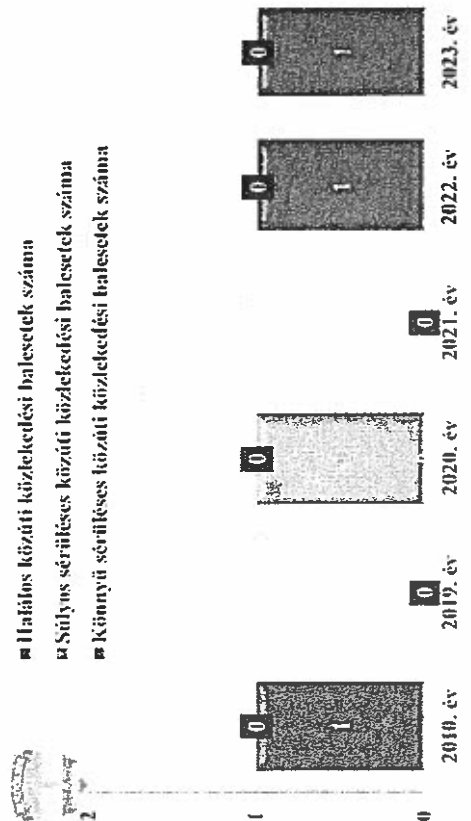 Halálos közúti közlekedési balesetek száma
Súlyos sérüléses közúti közlekedési balesetek száma
Könnyű sérüléses közúti közlekedési balesetek száma
2
1
0
0
1
2010. év
0
2019. év
0
2020. év
0
2021. év
0
1
2022. év
0
1
2023. év